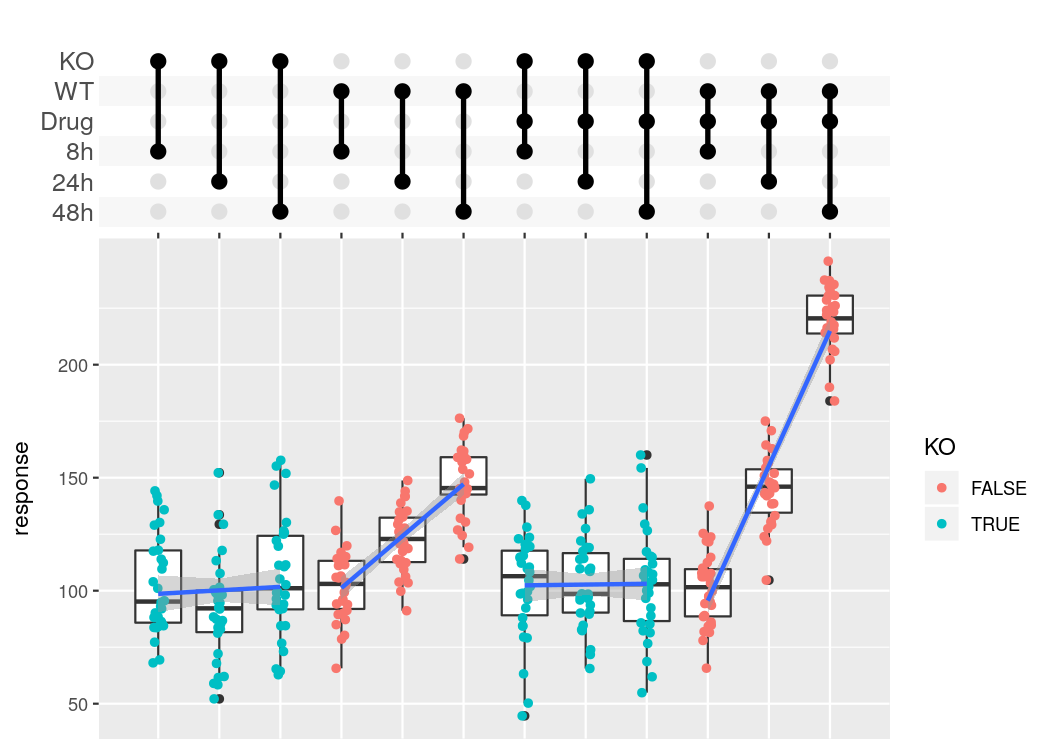 KO
WT
Drug
8h
24h
48h
200
150
100
50
response
KO
FALSE
TRUE